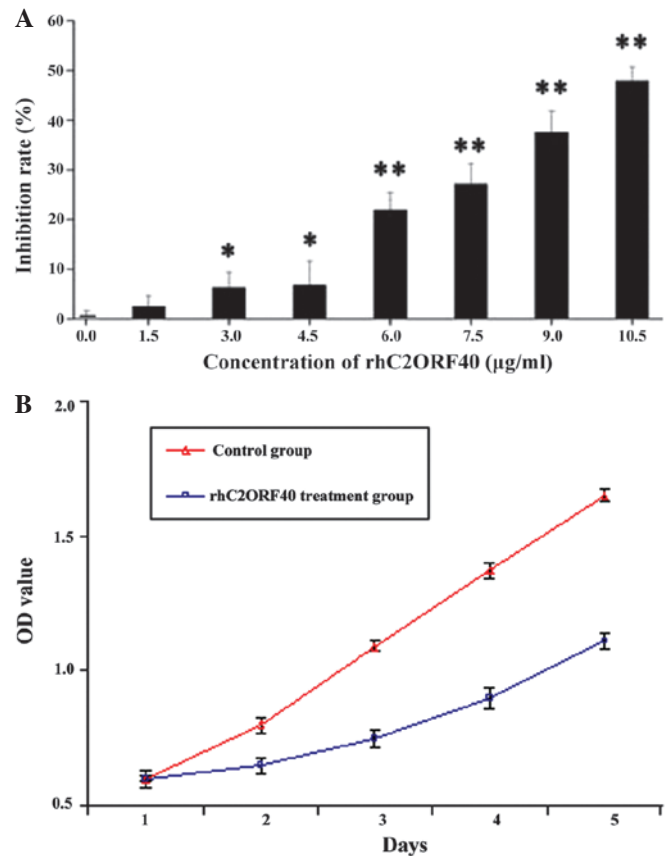 A
60
50
40
30
20
10
0
Inhibition rate (%)
*
*
**
**
**
**
0.0 1.5 3.0 4.5 6.0 7.5 9.0 10.5
Concentration of rhC2ORF40 (µg/ml)
B
2.0
1.5
1.0
0.5
OD value
Control group
rhC2ORF40 treatment group
1 2 3 4 5
Days